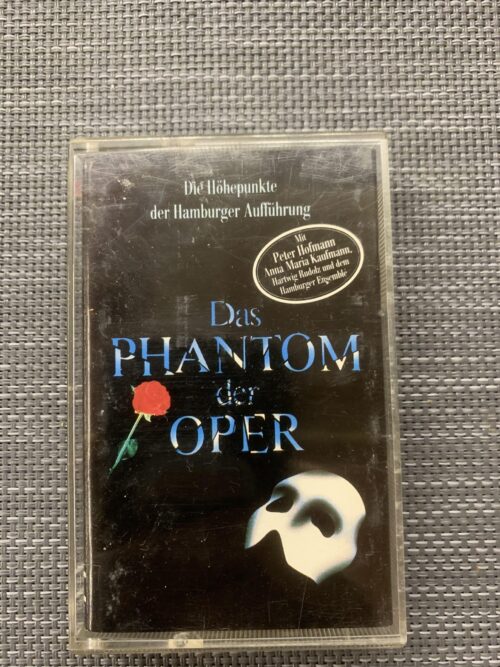 Die Höhepunkte
der Hamburger Aufführung
Mit
Peter Hofmann
Anna Maria Kaufmann,
Hartwig Rudolz und dem
Hamburger Ensemble
Das
PHANTOM
der
OPER